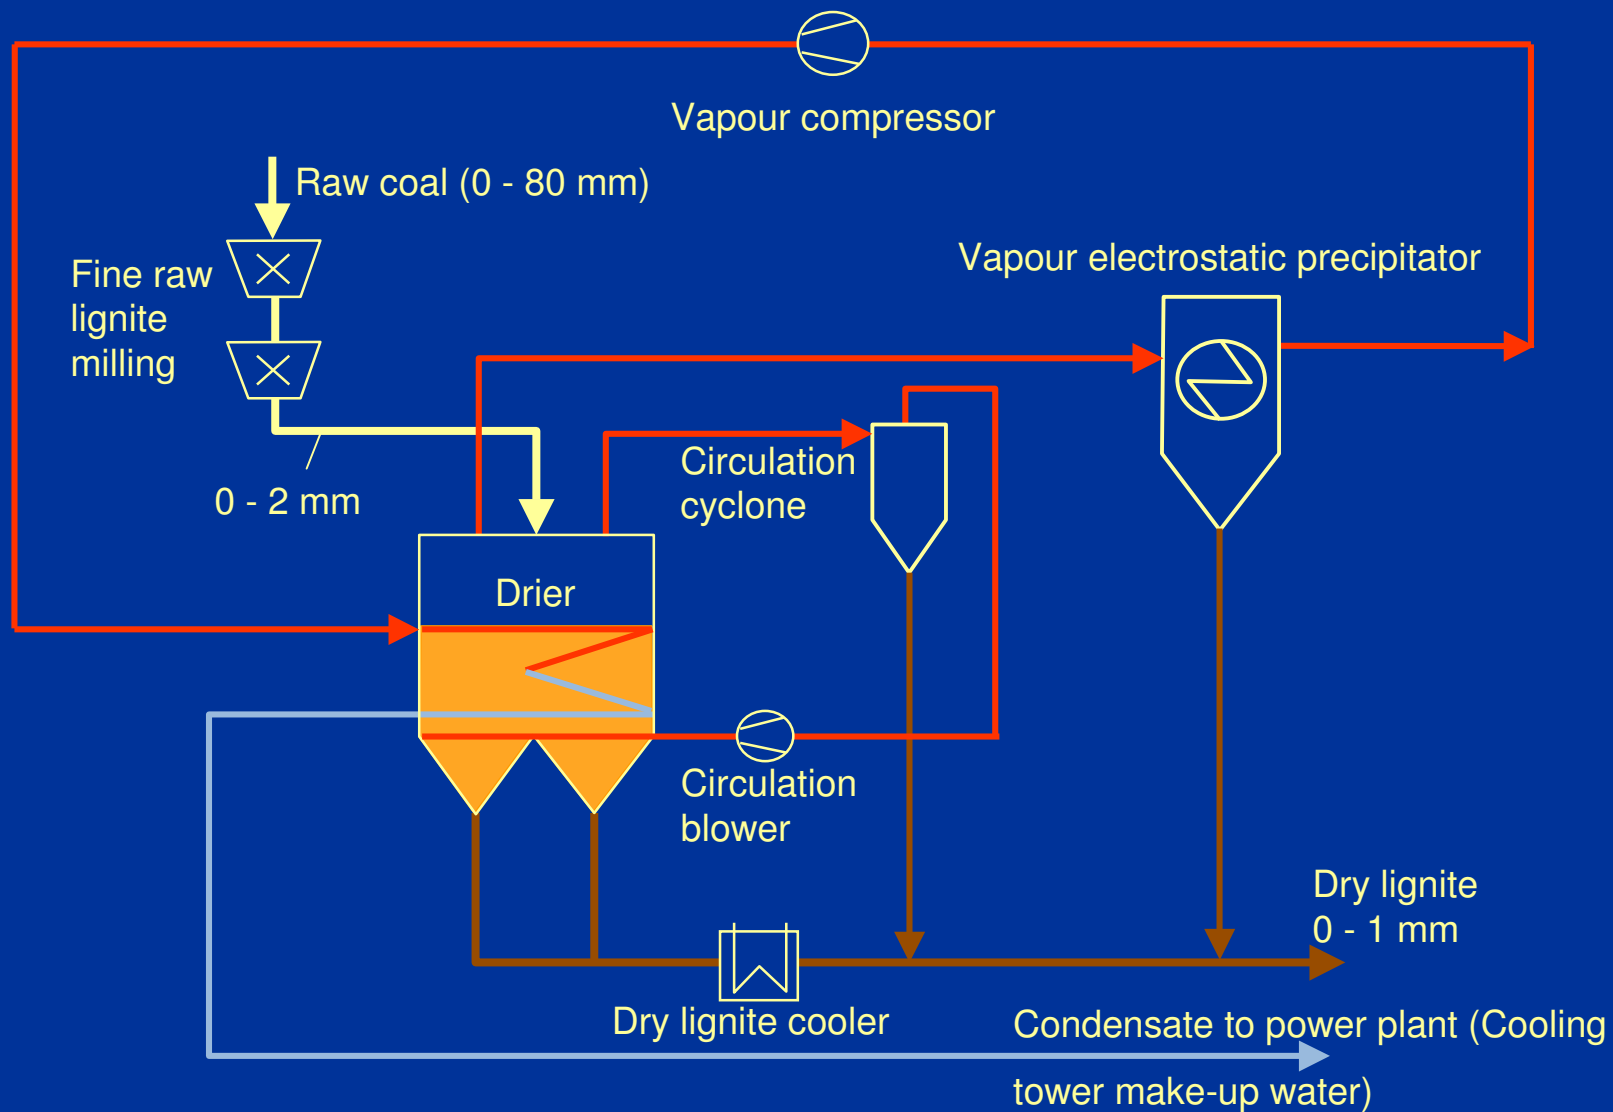 Vapour compressor
Raw coal (0 - 80 mm)
Vapour electrostatic precipitator
Fine raw
lignite
milling
Circulation
cyclone
0 - 2 mm
Drier
Circulation
blower
Dry lignite
0 - 1 mm
Dry lignite cooler
Condensate to power plant (Cooling
tower make-up water)